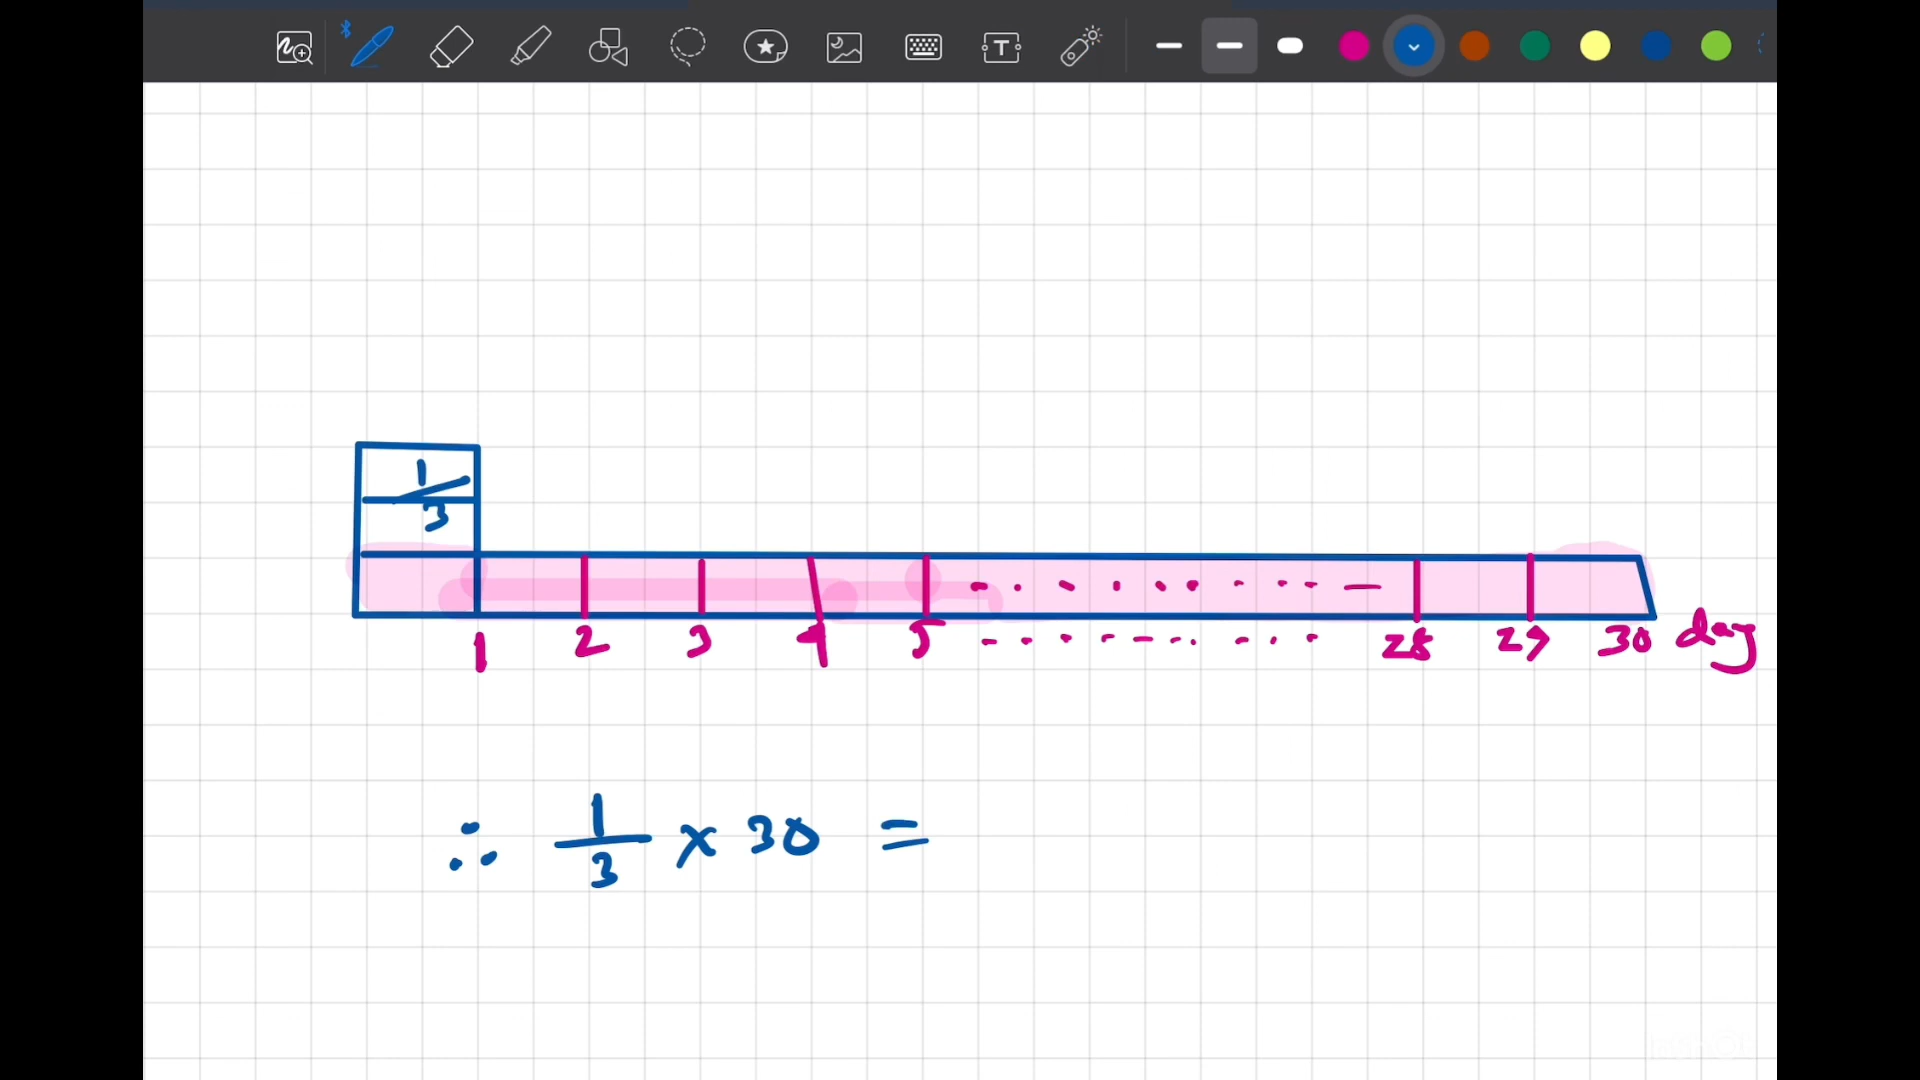 1/3
1 2 3 4 5 - . . . . . . . . 28 29 30 day
∴ 1/3 x 30 =